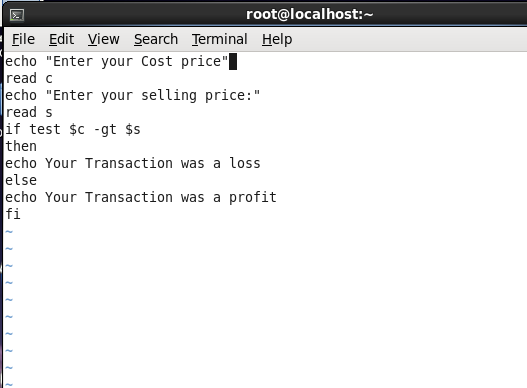 root@localhost:~
File Edit View Search Terminal Help
echo "Enter your Cost price"
read c
echo "Enter your selling price:"
read s
if test $c -gt $s
then
echo Your Transaction was a loss
else
echo Your Transaction was a profit
fi
~
~
~
~
~
~
~
~
~
~